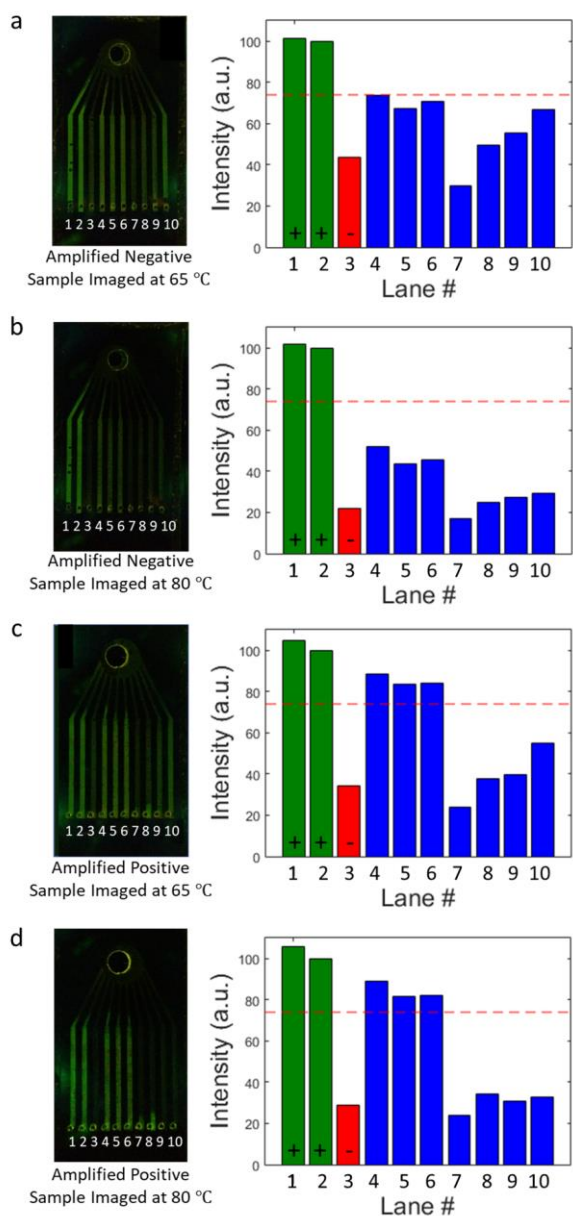 a
1 2 3 4 5 6 7 8 9 10
Amplified Negative
Sample Imaged at 65 ℃
Intensity (a.u.)
100
80
60
40
20
0
+ + -
1 2 3 4 5 6 7 8 9 10
Lane #
b
1 2 3 4 5 6 7 8 9 10
Amplified Negative
Sample Imaged at 80 ℃
Intensity (a.u.)
100
80
60
40
20
0
+ + -
1 2 3 4 5 6 7 8 9 10
Lane #
c
1 2 3 4 5 6 7 8 9 10
Amplified Positive
Sample Imaged at 65 ℃
Intensity (a.u.)
100
80
60
40
20
0
+ + -
1 2 3 4 5 6 7 8 9 10
Lane #
d
1 2 3 4 5 6 7 8 9 10
Amplified Positive
Sample Imaged at 80 ℃
Intensity (a.u.)
100
80
60
40
20
0
+ + -
1 2 3 4 5 6 7 8 9 10
Lane #